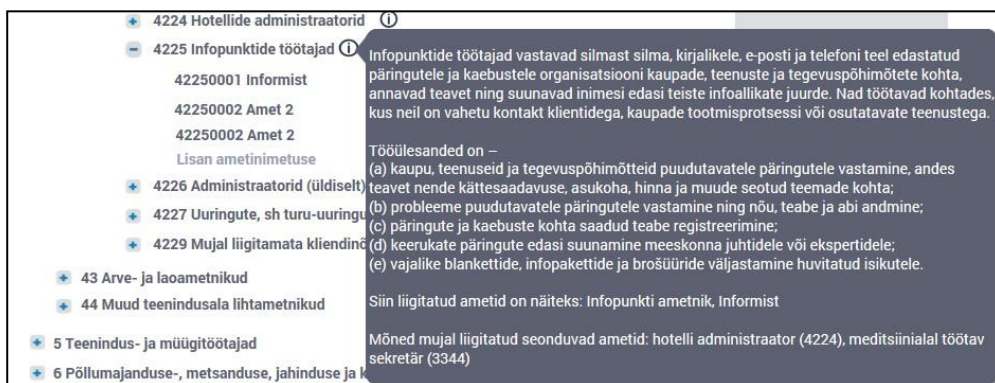 4224 Hotellide administraatorid
4225 Infopunktide töötajad
42250001 Informist
42250002 Amet 2
42250002 Amet 2
Lisan ametinimetuse
4226 Administraatorid (üldiselt)
4227 Uuringute, sh turu-uuringu
4229 Mujal liigitamata kliendin
43 Arve- ja laoametnikud
44 Muud teenindusala lihtametnikud
5 Teenindus- ja müügitöötajad
6 Põllumajanduse-, metsanduse, jahinduse ja k
Infopunktide töötajad vastavad silmast silma, kirjalikele, e-posti ja telefoni teel edastatud
päringutele ja kaebustele organisatsiooni kaupade, teenuste ja tegevuspõhimõtete kohta,
annavad teavet ning suunavad inimesi edasi teiste infoallikate juurde. Nad töötavad kohtades,
kus neil on vahetu kontakt klientidega, kaupade tootmisprotsessi või osutatavate teenustega.
Tööülesanded on –
(a) kaupu, teenuseid ja tegevuspõhimõtteid puudutavatele päringutele vastamine, andes
teavet nende kättesaadavuse, asukoha, hinna ja muude seotud teemade kohta;
(b) probleeme puudutavatele päringutele vastamine ning nõu, teabe ja abi andmine;
(c) päringute ja kaebuste kohta saadud teabe registreerimine;
(d) keerukate päringute edasi suunamine meeskonna juhtidele või ekspertidele;
(e) vajalike blankettide, infopakettide ja brošüüride väljastamine huvitatud isikutele.
Siin liigitatud ametid on näiteks: Infopunkti ametnik, Informist
Mõned mujal liigitatud seonduvad ametid: hotelli administraator (4224), meditsiinialal töötav
sekretär (3344)